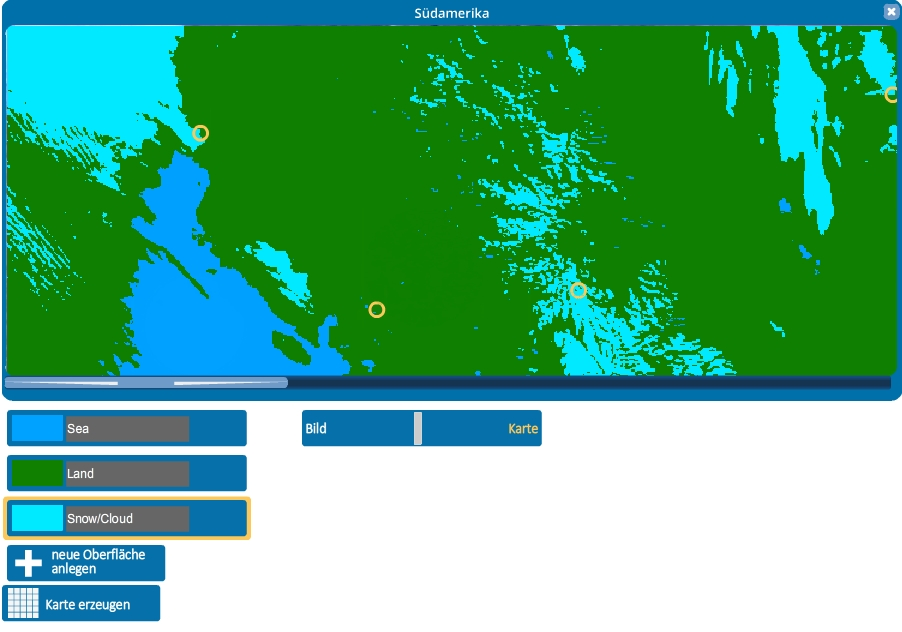 Südamerika
Sea
Bild
Karte
Land
Snow/Cloud
neue Oberfläche
anlegen
Karte erzeugen